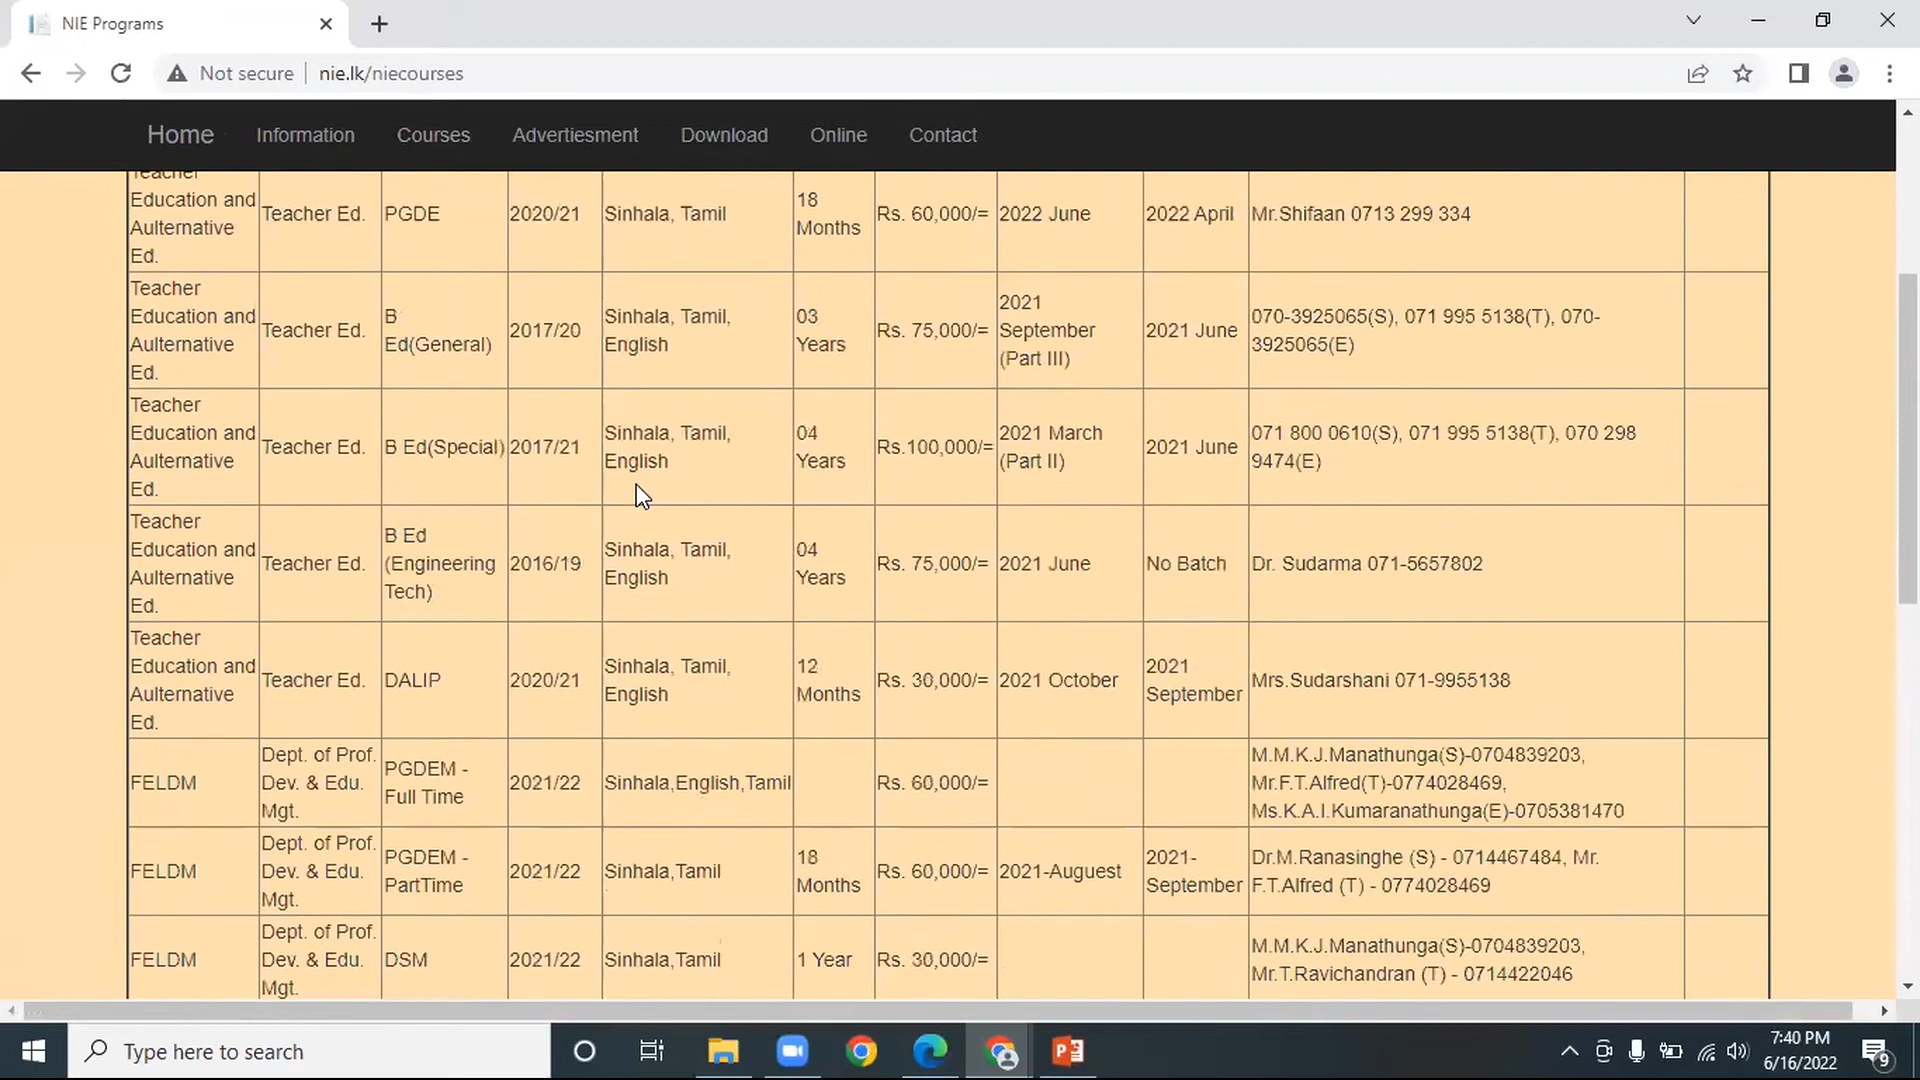 NIE Programs
Not secure nie.lk/niecourses
Home Information Courses Advertiesment Download Online Contact
Teacher
Education and
Aulternative
Ed.
Teacher Ed.
PGDE
2020/21
Sinhala, Tamil
18
Months
Rs. 60,000/=
2022 June
2022 April
Mr.Shifaan 0713 299 334
Teacher
Education and
Aulternative
Ed.
Teacher Ed.
B
Ed(General)
2017/20
Sinhala, Tamil,
English
03
Years
Rs. 75,000/=
2021
September
(Part III)
2021 June
070-3925065(S), 071 995 5138(T), 070-
3925065(E)
Teacher
Education and
Aulternative
Ed.
Teacher Ed.
B Ed(Special)
2017/21
Sinhala, Tamil,
English
04
Years
Rs.100,000/=
2021 March
(Part II)
2021 June
071 800 0610(S), 071 995 5138(T), 070 298
9474(E)
Teacher
Education and
Aulternative
Ed.
Teacher Ed.
B Ed
(Engineering
Tech)
2016/19
Sinhala, Tamil,
English
04
Years
Rs. 75,000/=
2021 June
No Batch
Dr. Sudarma 071-5657802
Teacher
Education and
Aulternative
Ed.
Teacher Ed.
DALIP
2020/21
Sinhala, Tamil,
English
12
Months
Rs. 30,000/=
2021 October
2021
September
Mrs.Sudarshani 071-9955138
FELDM
Dept. of Prof.
Dev. & Edu.
Mgt.
PGDEM -
Full Time
2021/22
Sinhala,English,Tamil
Rs. 60,000/=
M.M.K.J.Manathunga(S)-0704839203,
Mr.F.T.Alfred(T)-0774028469,
Ms.K.A.I.Kumaranathunga(E)-0705381470
FELDM
Dept. of Prof.
Dev. & Edu.
Mgt.
PGDEM -
PartTime
2021/22
Sinhala,Tamil
18
Months
Rs. 60,000/=
2021-Auguest
2021-
September
Dr.M.Ranasinghe (S) - 0714467484, Mr.
F.T.Alfred (T) - 0774028469
FELDM
Dept. of Prof.
Dev. & Edu.
Mgt.
DSM
2021/22
Sinhala,Tamil
1 Year
Rs. 30,000/=
M.M.K.J.Manathunga(S)-0704839203,
Mr.T.Ravichandran (T) - 0714422046
Type here to search
7:40 PM
6/16/2022
9